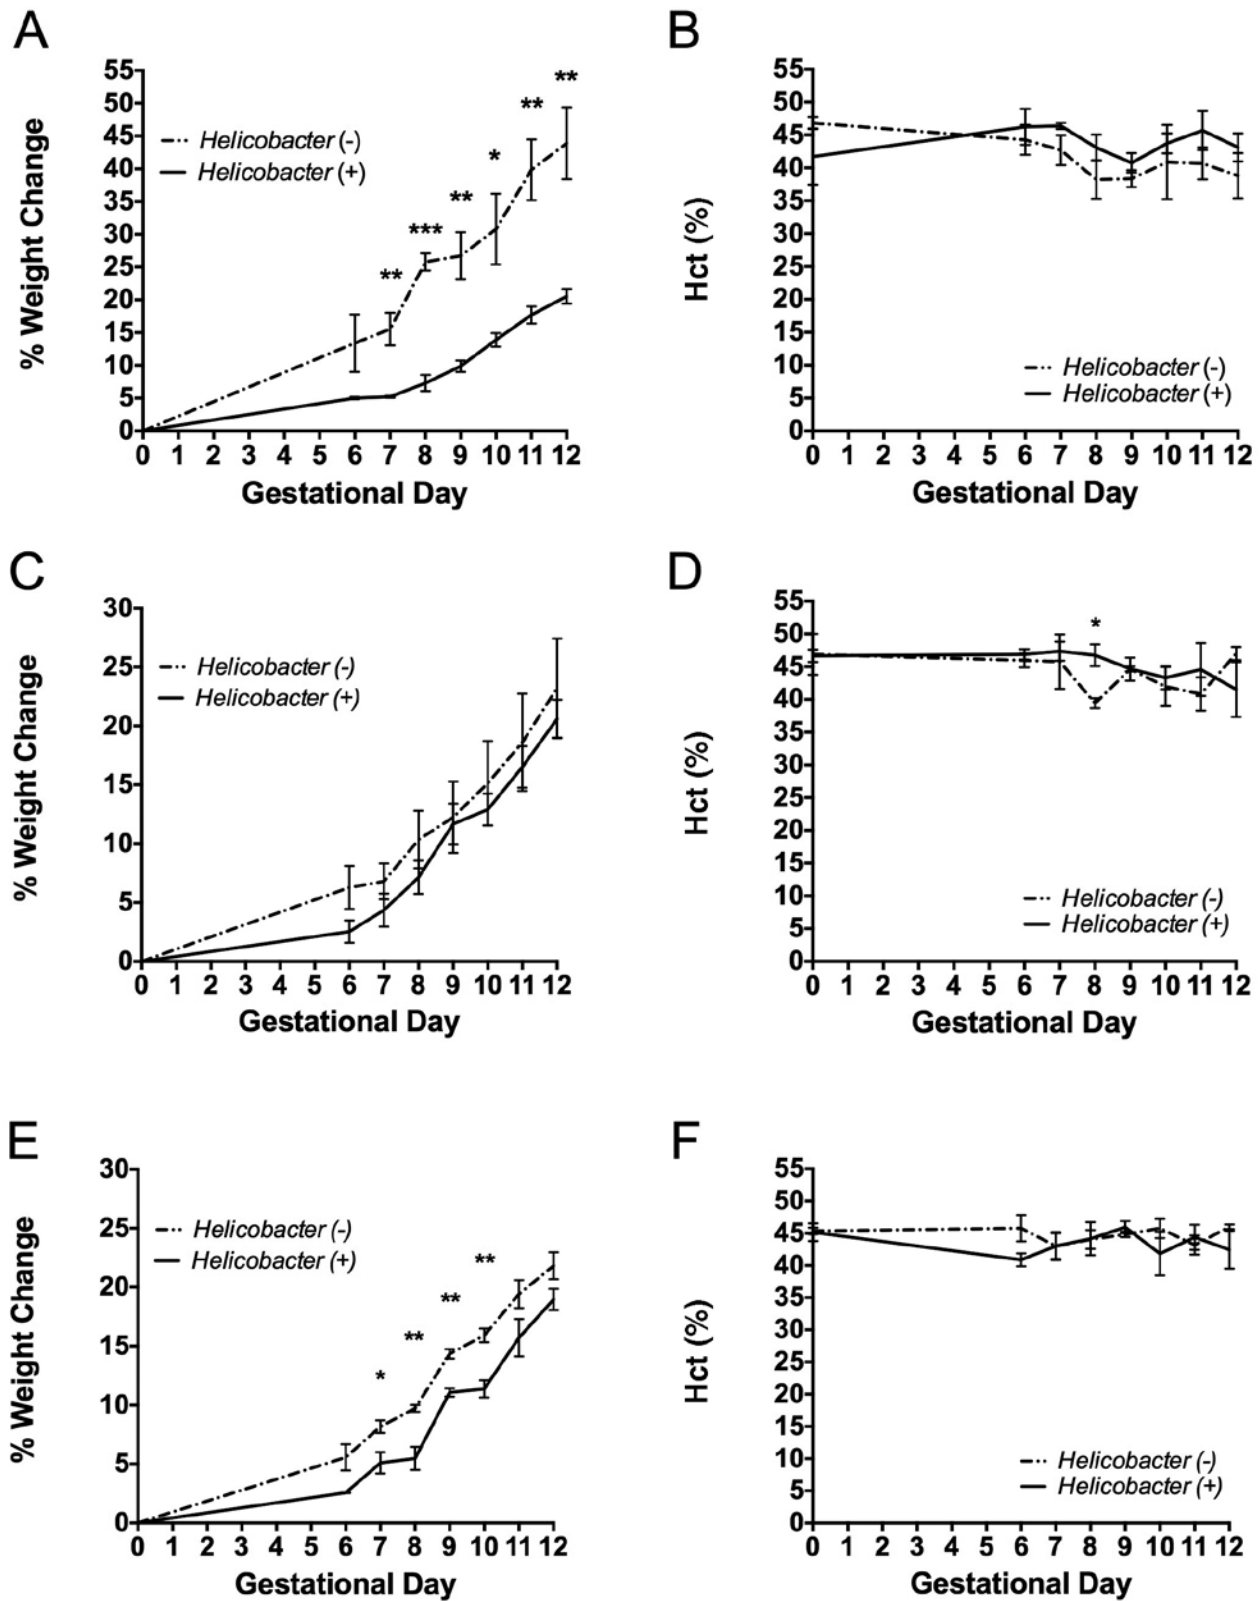 A
% Weight Change
55
50
45
40
35
30
25
20
15
10
5
0
Helicobacter (-)
Helicobacter (+)
** *** ** * ** **
0 1 2 3 4 5 6 7 8 9 10 11 12
Gestational Day
B
Hct (%)
55
50
45
40
35
30
25
20
15
10
5
0
Helicobacter (-)
Helicobacter (+)
0 1 2 3 4 5 6 7 8 9 10 11 12
Gestational Day
C
% Weight Change
30
25
20
15
10
5
0
Helicobacter (-)
Helicobacter (+)
0 1 2 3 4 5 6 7 8 9 10 11 12
Gestational Day
D
Hct (%)
55
50
45
40
35
30
25
20
15
10
5
0
*
Helicobacter (-)
Helicobacter (+)
0 1 2 3 4 5 6 7 8 9 10 11 12
Gestational Day
E
% Weight Change
30
25
20
15
10
5
0
Helicobacter (-)
Helicobacter (+)
* ** ** **
0 1 2 3 4 5 6 7 8 9 10 11 12
Gestational Day
F
Hct (%)
55
50
45
40
35
30
25
20
15
10
5
0
Helicobacter (-)
Helicobacter (+)
0 1 2 3 4 5 6 7 8 9 10 11 12
Gestational Day